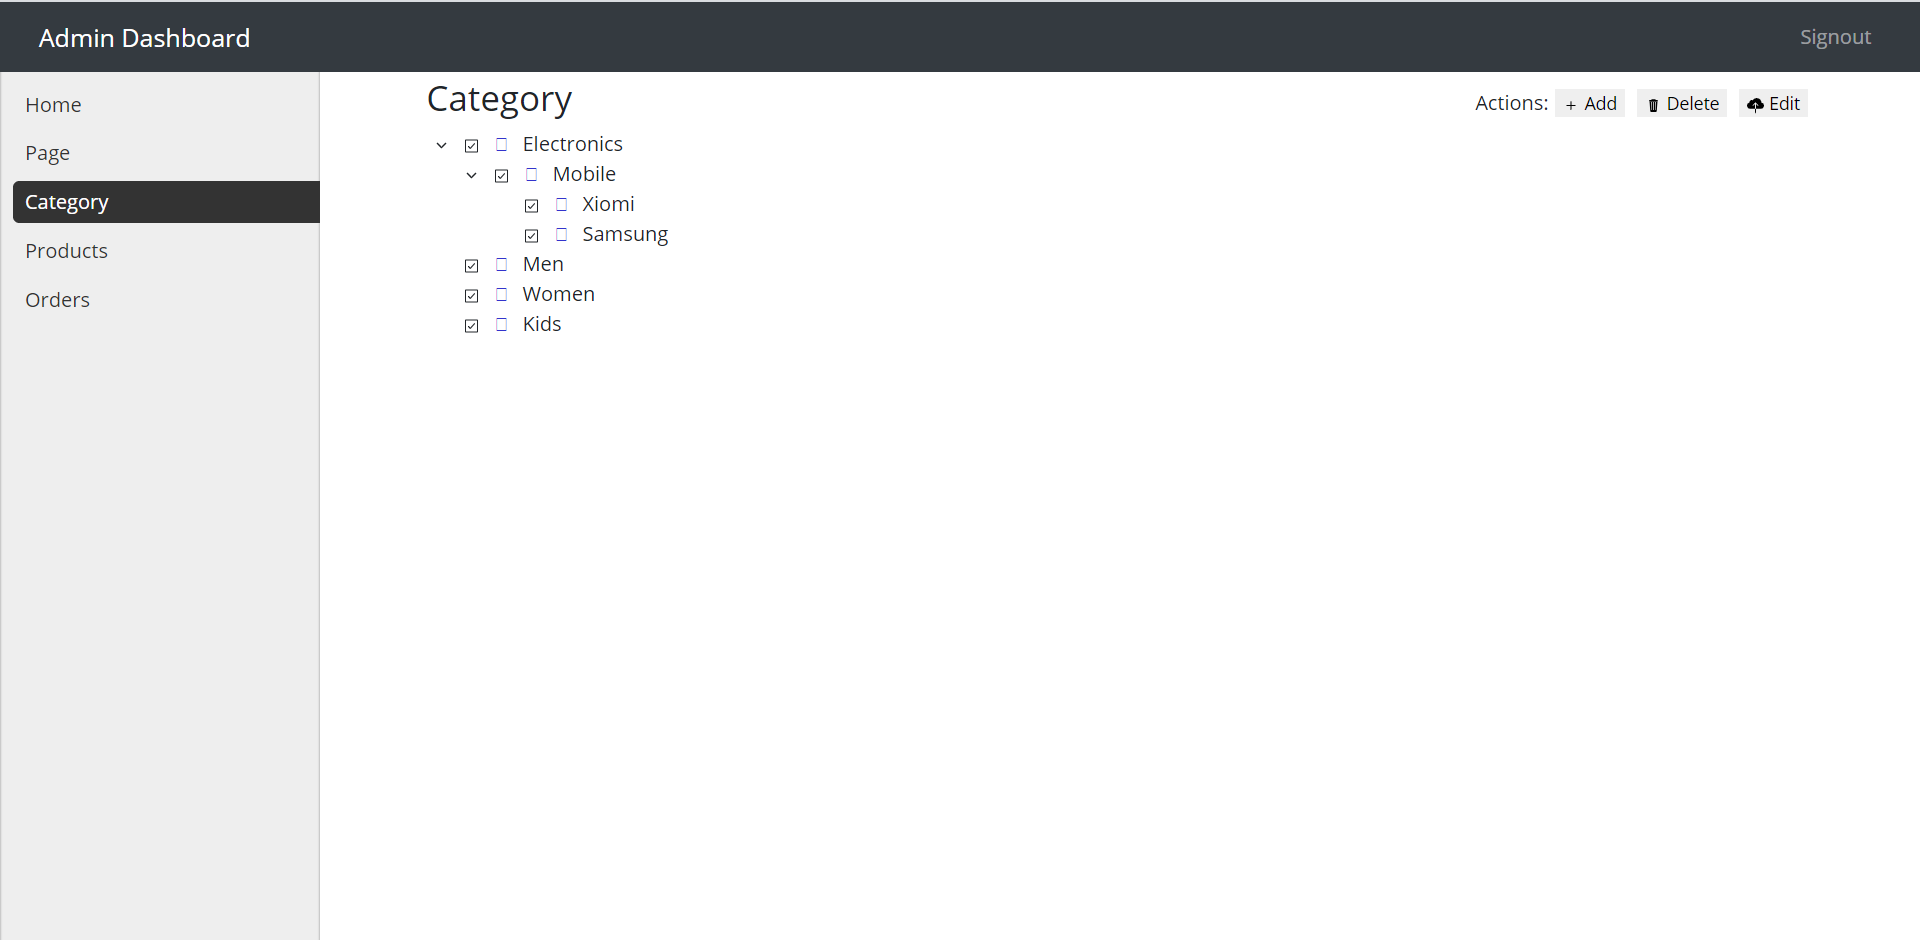 Admin Dashboard
Signout
Home
Page
Category
Products
Orders
Category
Actions: + Add Delete Edit
Electronics
Mobile
Xiomi
Samsung
Men
Women
Kids